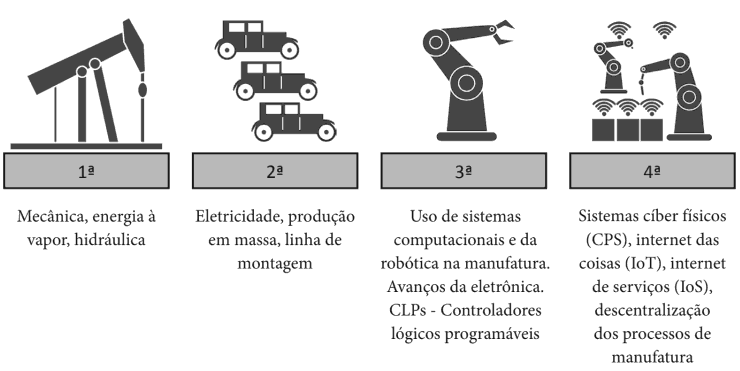 1ª
Mecânica, energia à
vapor, hidráulica
2ª
Eletricidade, produção
em massa, linha de
montagem
3ª
Uso de sistemas
computacionais e da
robótica na manufatura.
Avanços da eletrônica.
CLPs - Controladores
lógicos programáveis
4ª
Sistemas cíber físicos
(CPS), internet das
coisas (IoT), internet
de serviços (IoS),
descentralização
dos processos de
manufatura